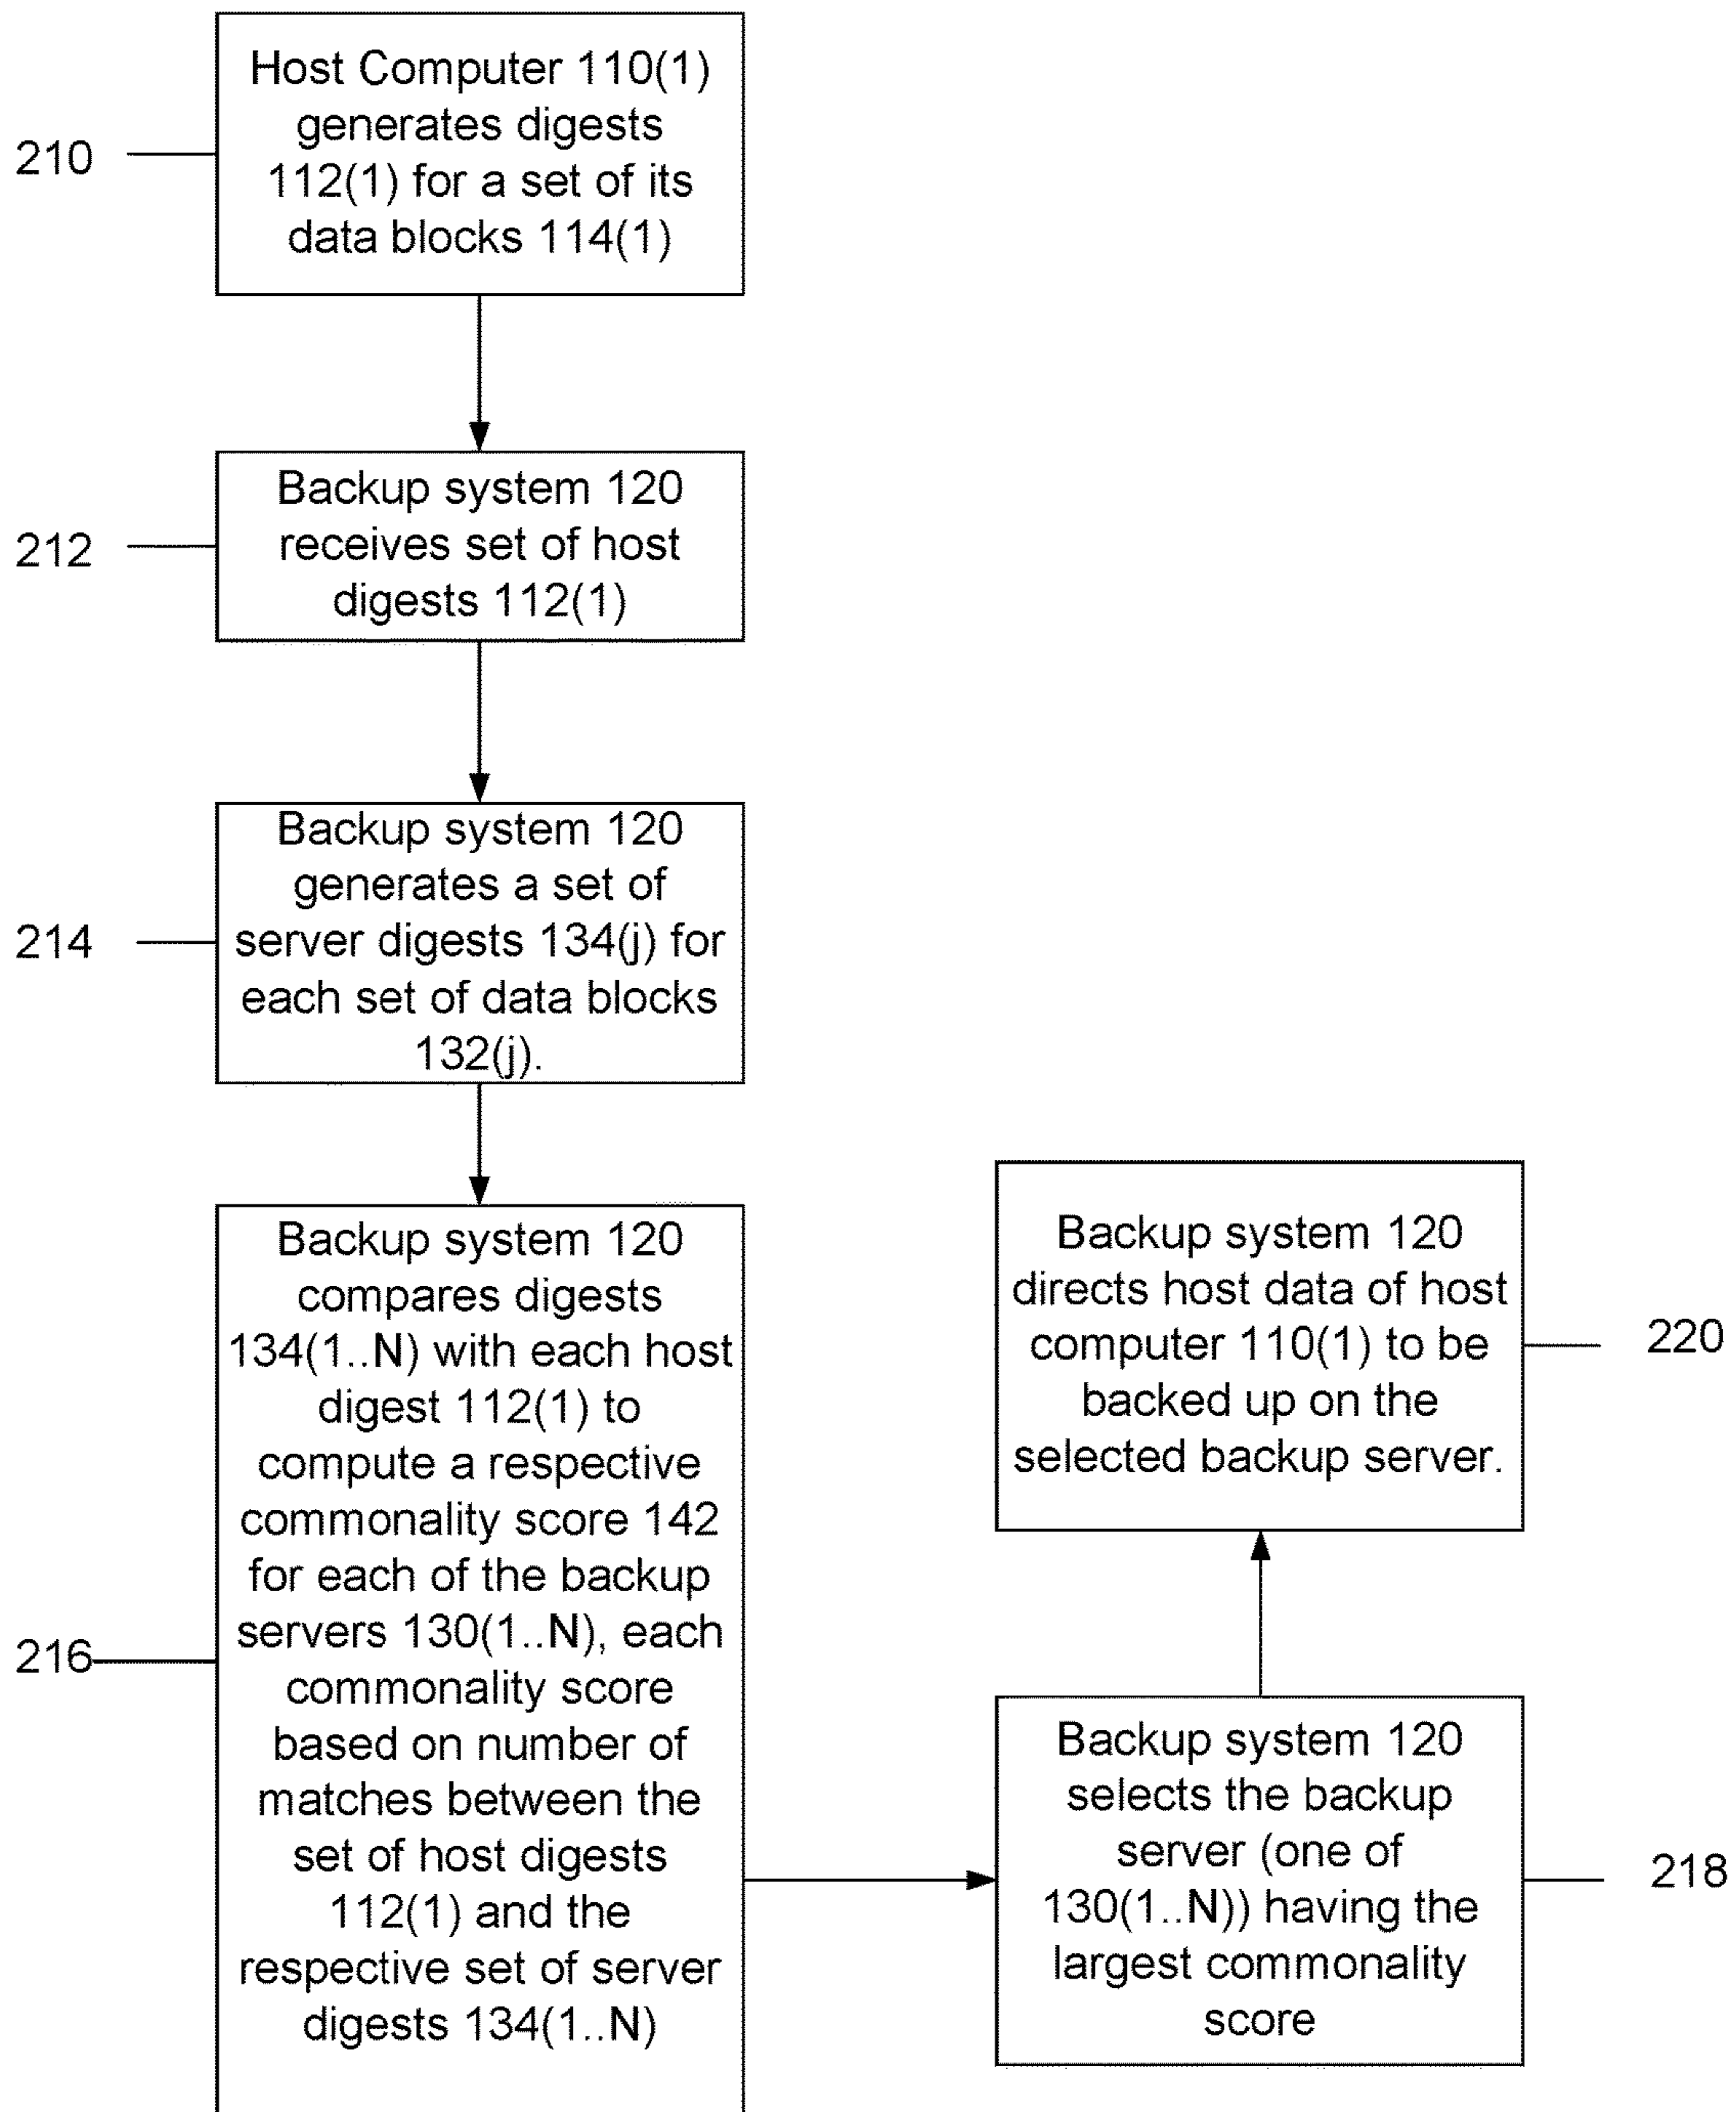 210
Host Computer 110(1)
generates digests
112(1) for a set of its
data blocks 114(1)
212
Backup system 120
receives set of host
digests 112(1)
214
Backup system 120
generates a set of
server digests 134(j) for
each set of data blocks
132(j).
216
Backup system 120
compares digests
134(1..N) with each host
digest 112(1) to
compute a respective
commonality score 142
for each of the backup
servers 130(1..N), each
commonality score
based on number of
matches between the
set of host digests
112(1) and the
respective set of server
digests 134(1..N)
Backup system 120
selects the backup
server (one of
130(1..N)) having the
largest commonality
score
218
Backup system 120
directs host data of host
computer 110(1) to be
backed up on the
selected backup server.
220